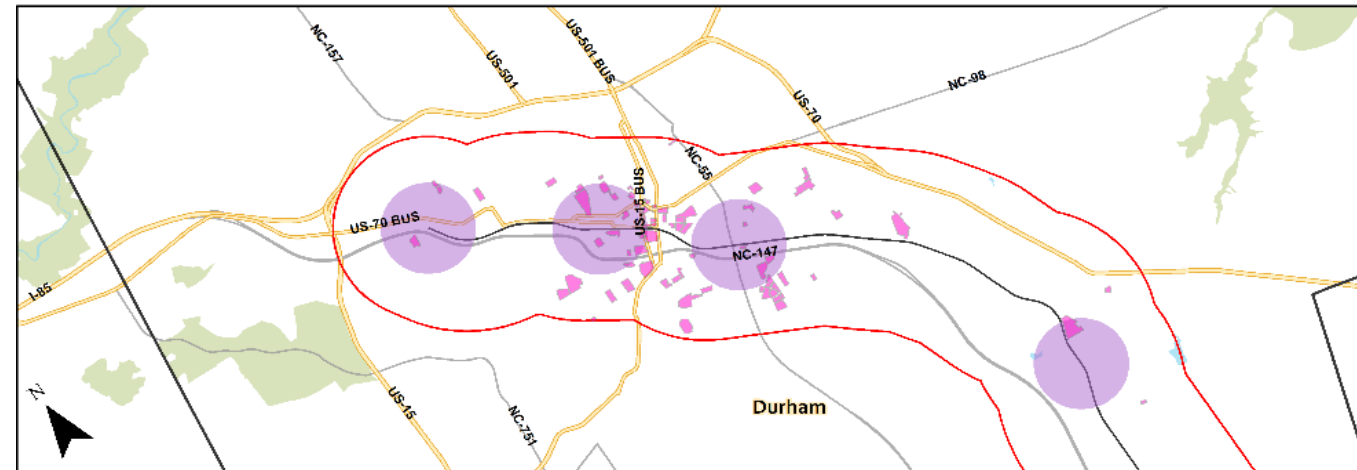 NC-157
US-501
US-501 BUS
NC-98
US-70
NC-55
US-15 BUS
US-70 BUS
NC-147
I-85
US-15
NC-751
Durham
N